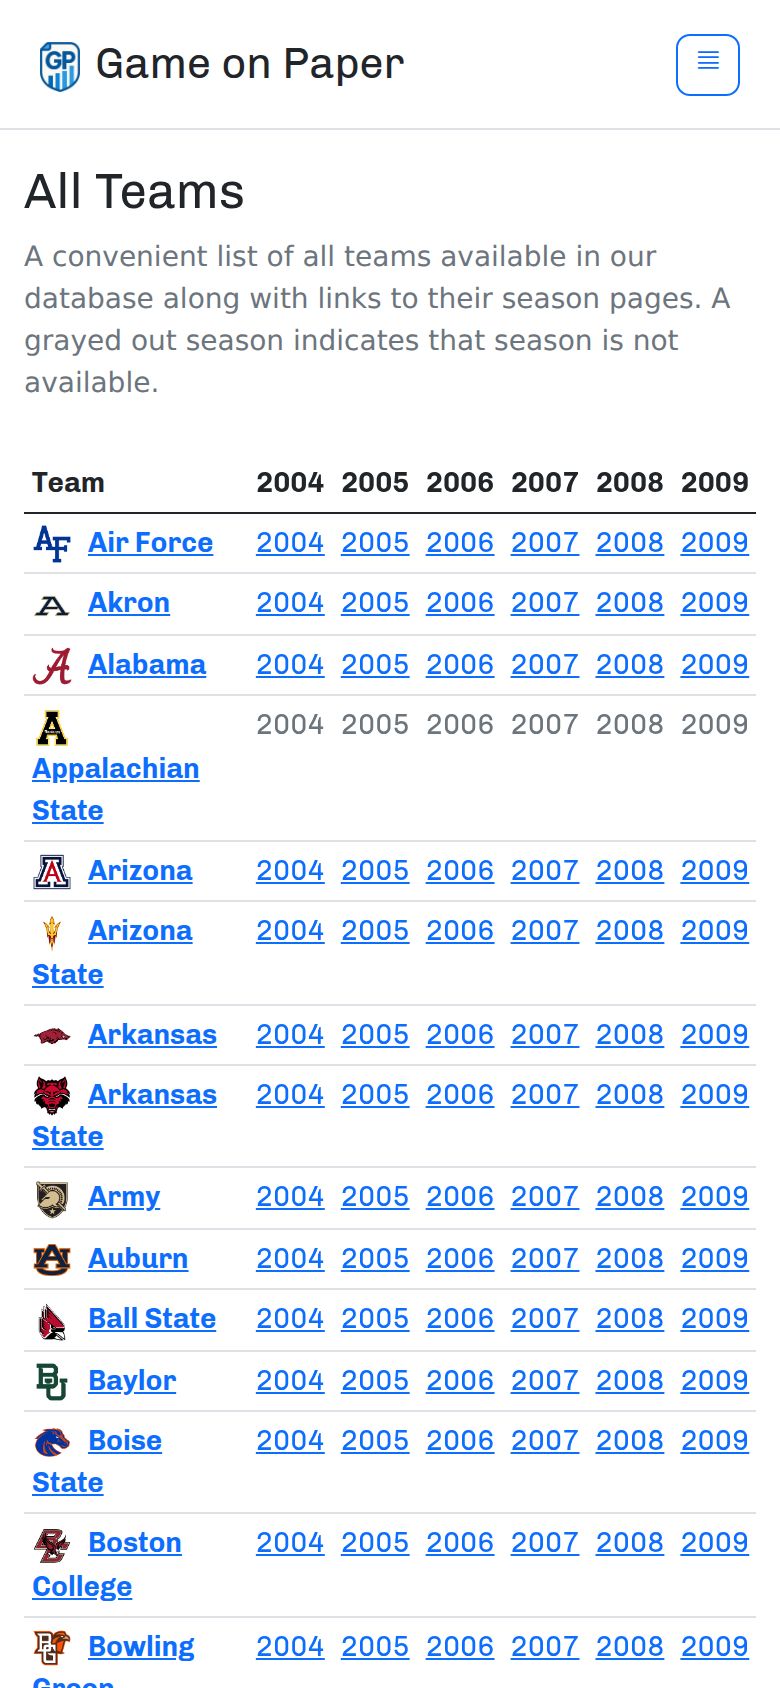 GP Game on Paper
All Teams
A convenient list of all teams available in our
database along with links to their season pages. A
grayed out season indicates that season is not
available.
Team 2004 2005 2006 2007 2008 2009
Air Force 2004 2005 2006 2007 2008 2009
Akron 2004 2005 2006 2007 2008 2009
Alabama 2004 2005 2006 2007 2008 2009
2004 2005 2006 2007 2008 2009
Appalachian
State
Arizona 2004 2005 2006 2007 2008 2009
Arizona 2004 2005 2006 2007 2008 2009
State
Arkansas 2004 2005 2006 2007 2008 2009
Arkansas 2004 2005 2006 2007 2008 2009
State
Army 2004 2005 2006 2007 2008 2009
Auburn 2004 2005 2006 2007 2008 2009
Ball State 2004 2005 2006 2007 2008 2009
Baylor 2004 2005 2006 2007 2008 2009
Boise 2004 2005 2006 2007 2008 2009
State
Boston 2004 2005 2006 2007 2008 2009
College
Bowling 2004 2005 2006 2007 2008 2009
Green